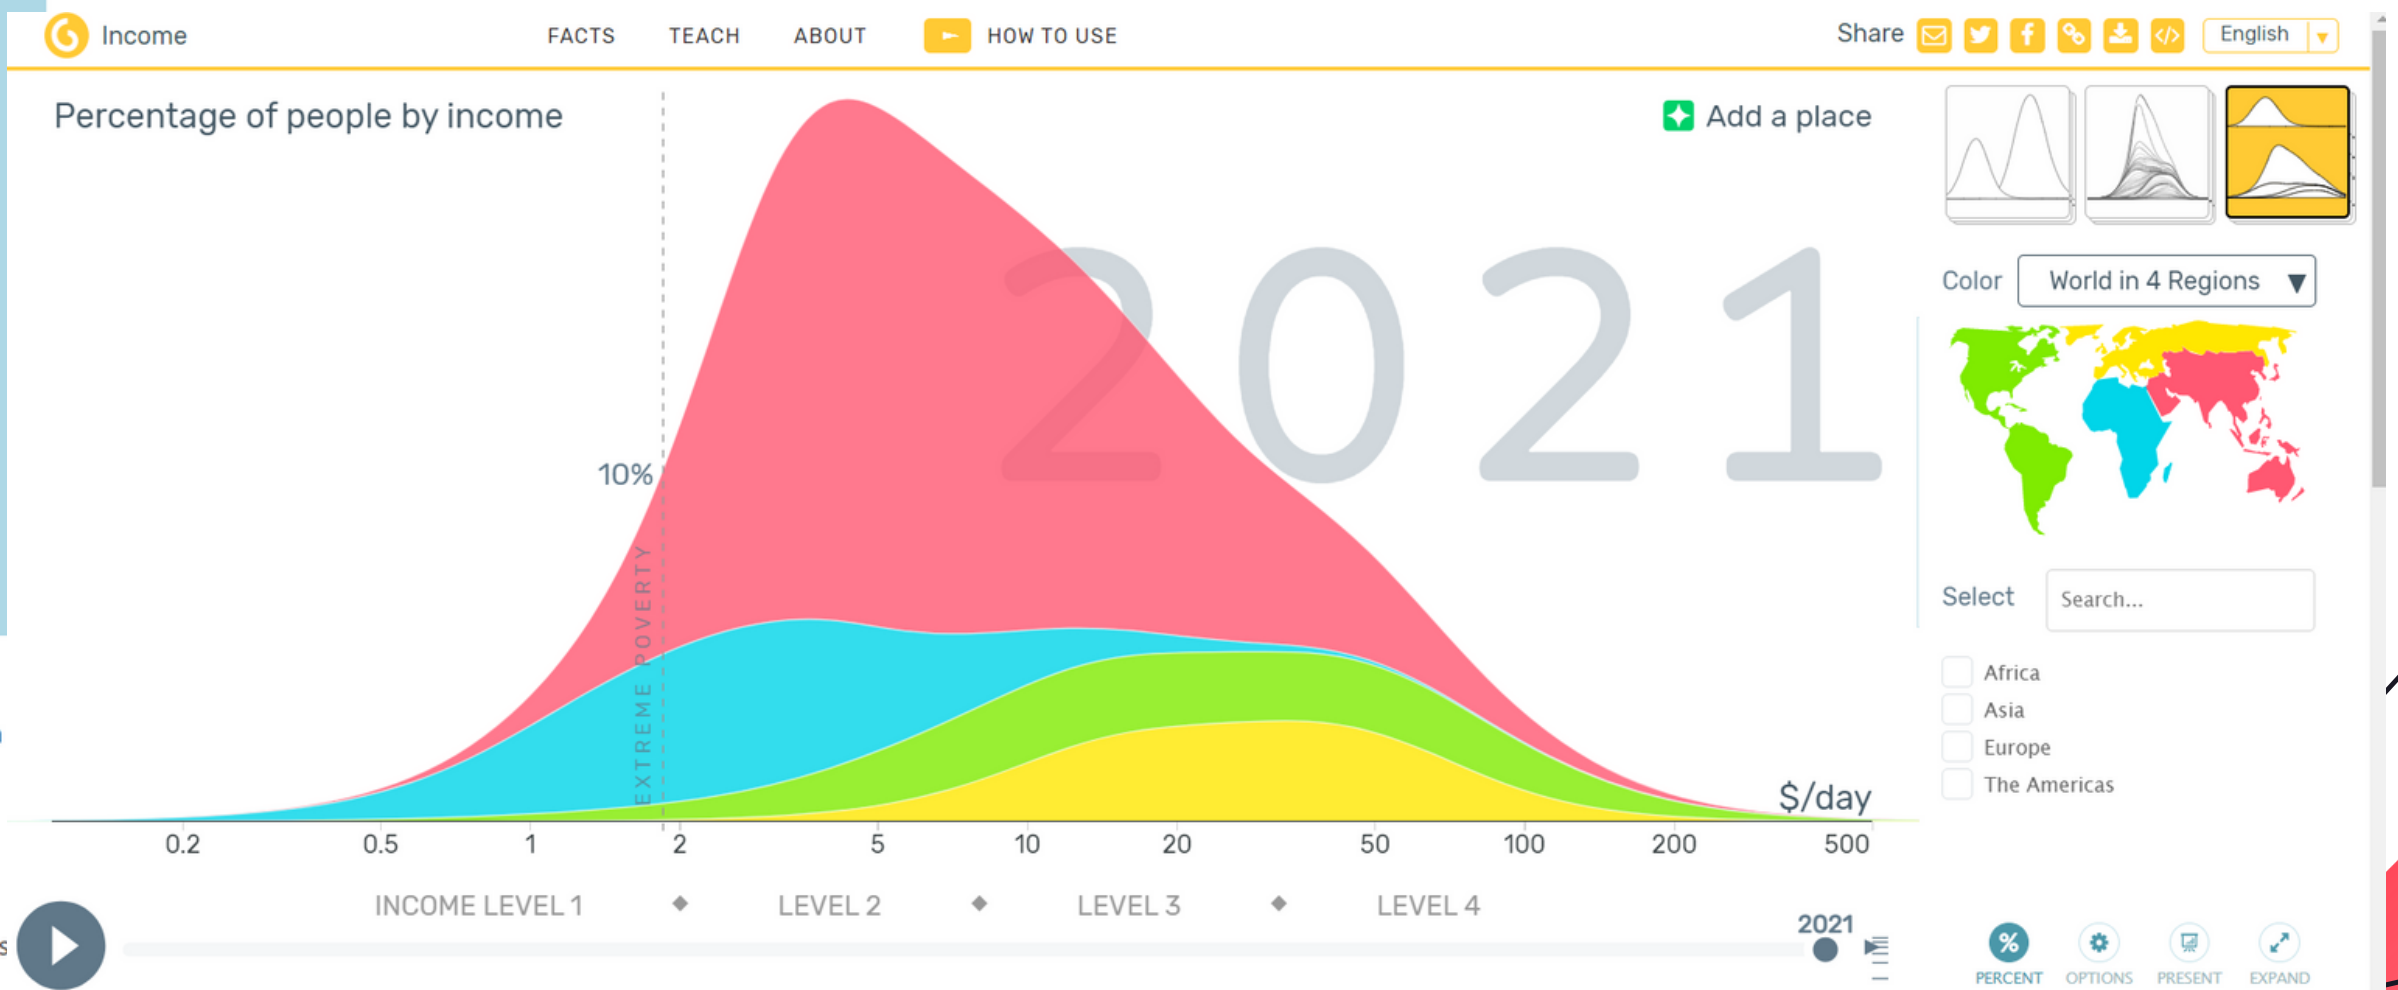 Income
FACTS
TEACH
ABOUT
HOW TO USE
Share
English
Percentage of people by income
Add a place
2021
Color
World in 4 Regions
10%
EXTREME POVERTY
Select
Search...
Africa
Asia
Europe
The Americas
$/day
0.2 0.5 1 2 5 10 20 50 100 200 500
INCOME LEVEL 1 LEVEL 2 LEVEL 3 LEVEL 4
2021
%
PERCENT OPTIONS PRESENT EXPAND
s